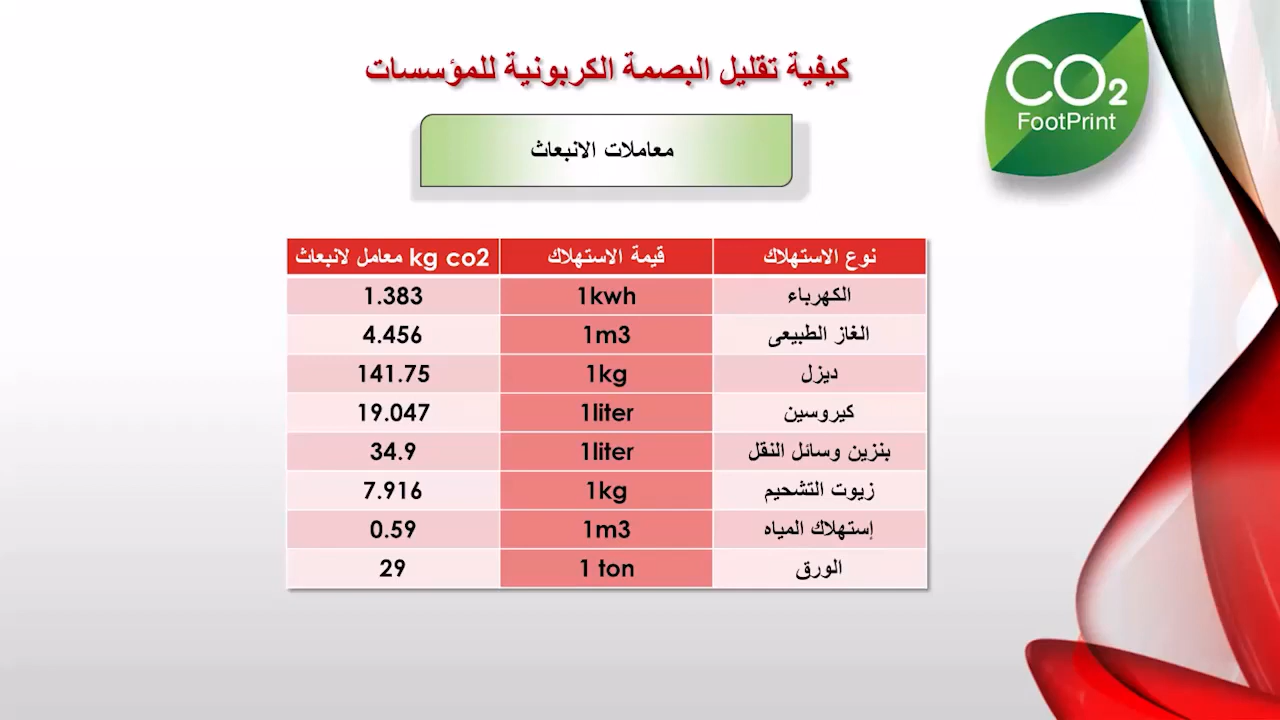 كيفية تقليل البصمة الكربونية للمؤسسات
CO2
FootPrint
معاملات الانبعاث
نوع الاستهلاك قيمة الاستهلاك معامل لانبعاث kg co2
الكهرباء 1kwh 1.383
الغاز الطبيعى 1m3 4.456
ديزل 1kg 141.75
كيروسين 1liter 19.047
بنزين وسائل النقل 1liter 34.9
زيوت التشحيم 1kg 7.916
إستهلاك المياه 1m3 0.59
الورق 1 ton 29